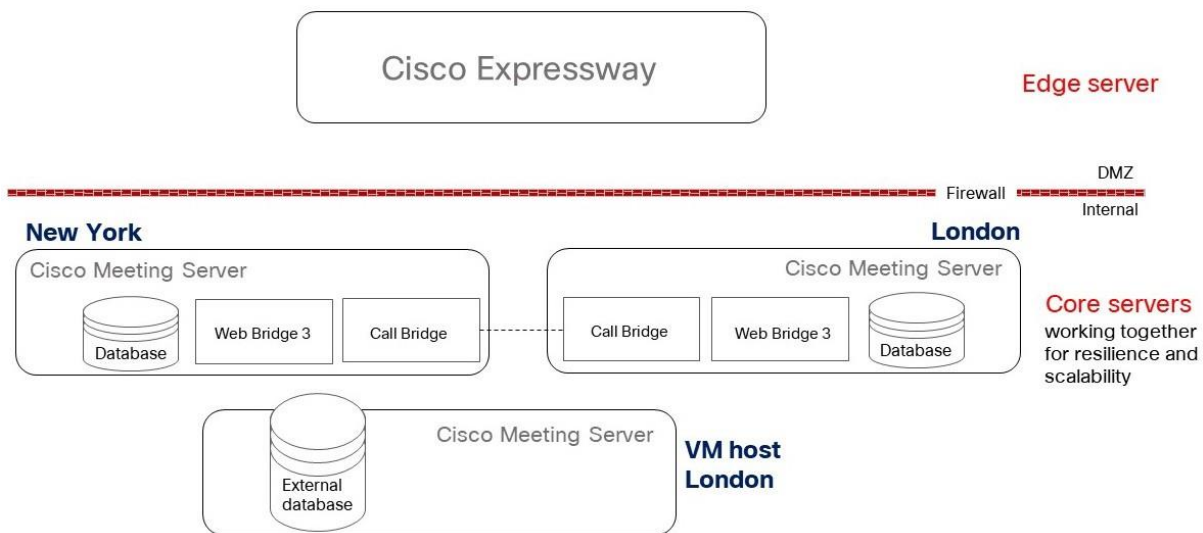 Cisco Expressway
Edge server
DMZ
Firewall
Internal
New York
London
Cisco Meeting Server
Cisco Meeting Server
Database
Web Bridge 3
Call Bridge
Call Bridge
Web Bridge 3
Database
Core servers
working together
for resilience and
scalability
Cisco Meeting Server
External
database
VM host
London